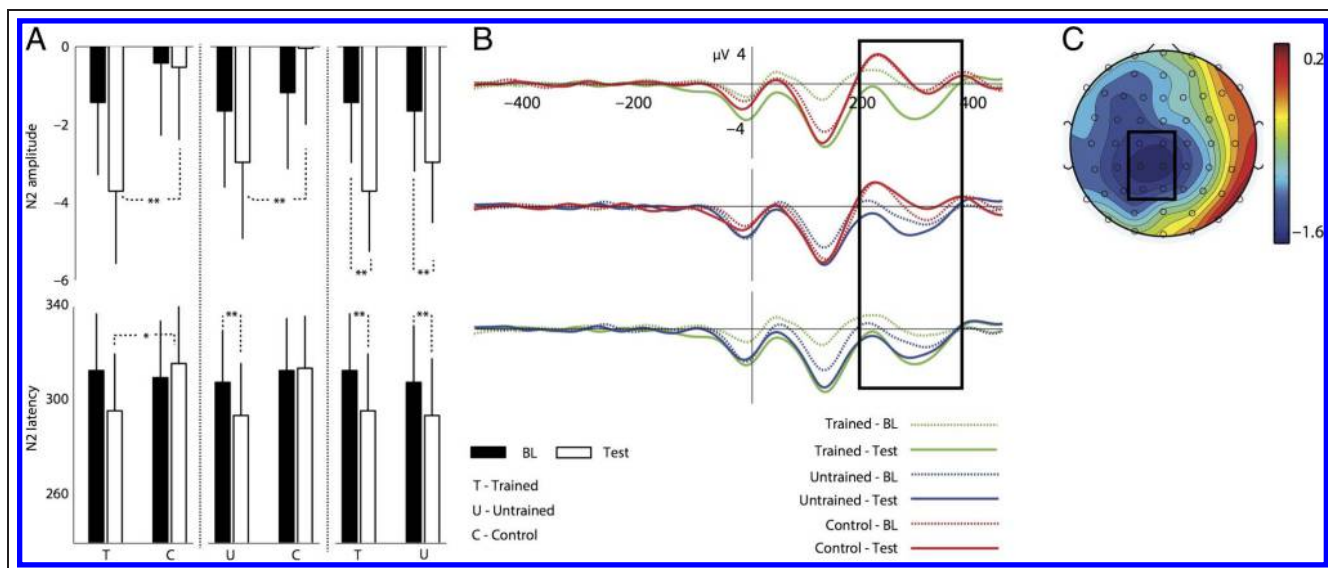 A
0
−2
−4
−6
N2 amplitude
**
**
**
**
340
300
260
N2 latency
*
**
**
**
T
C
U
C
T
U
B
µV 4
−400
−200
200
400
−4
BL
Test
T - Trained
U - Untrained
C - Control
Trained - BL
Trained - Test
Untrained - BL
Untrained - Test
Control - BL
Control - Test
C
0.2
−1.6